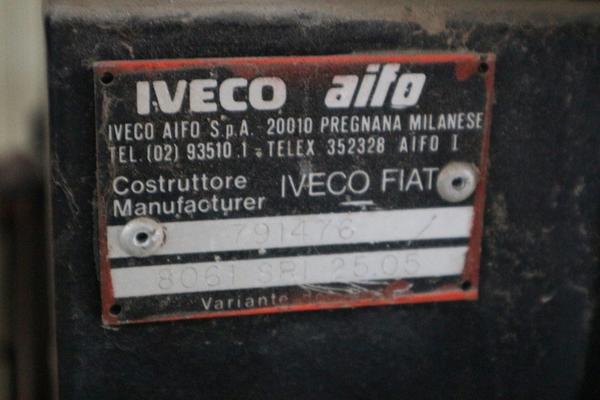 IVECO aifo
IVECO AIFO S.p.A. 20010 PREGNANA MILANESE
TEL. (02) 93510.1 - TELEX 352328 AIFO I
Costruttore
Manufacturer
IVECO FIAT
791476 /
8061 SRI 25.05
Variante